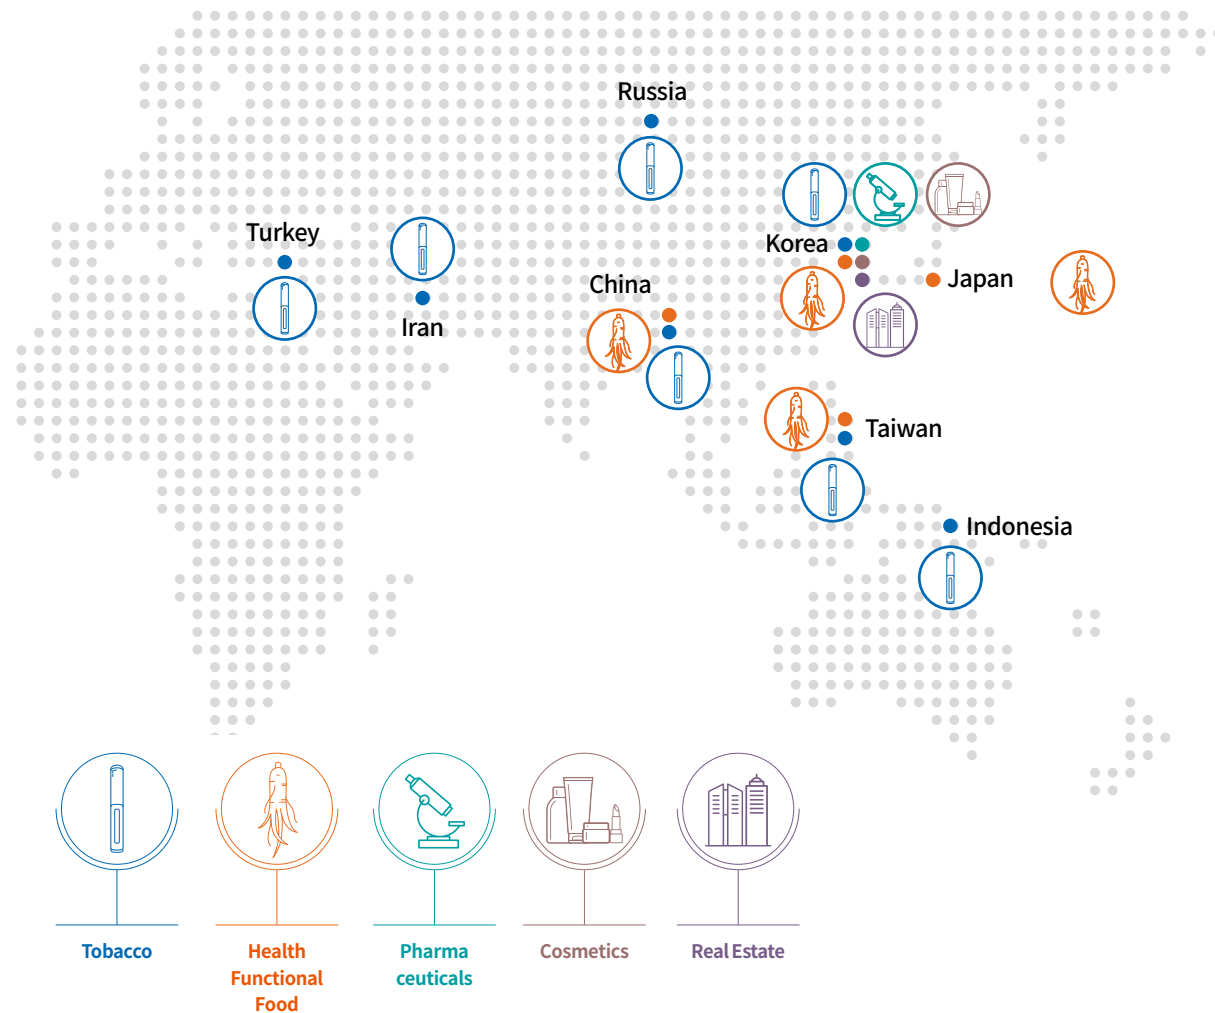 Russia
Turkey
Korea
Japan
China
Iran
Taiwan
Indonesia
Tobacco
Health
Functional
Food
Pharma
ceuticals
Cosmetics
Real Estate